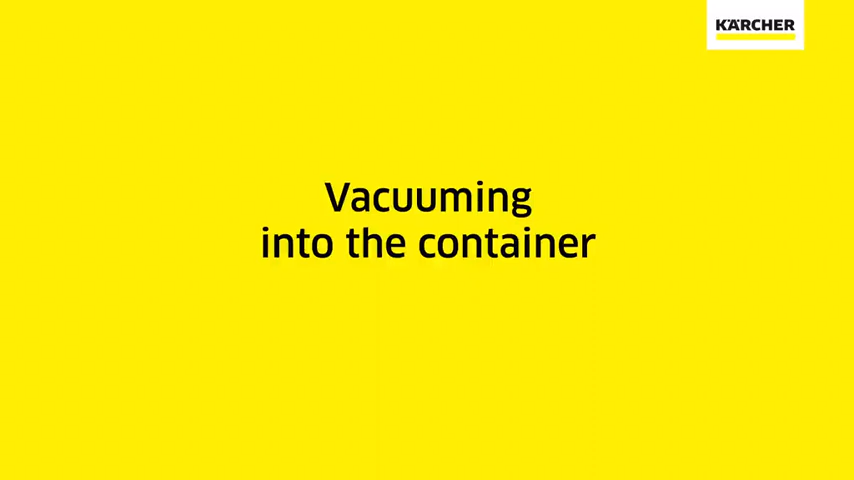 KÄRCHER
Vacuuming
into the container